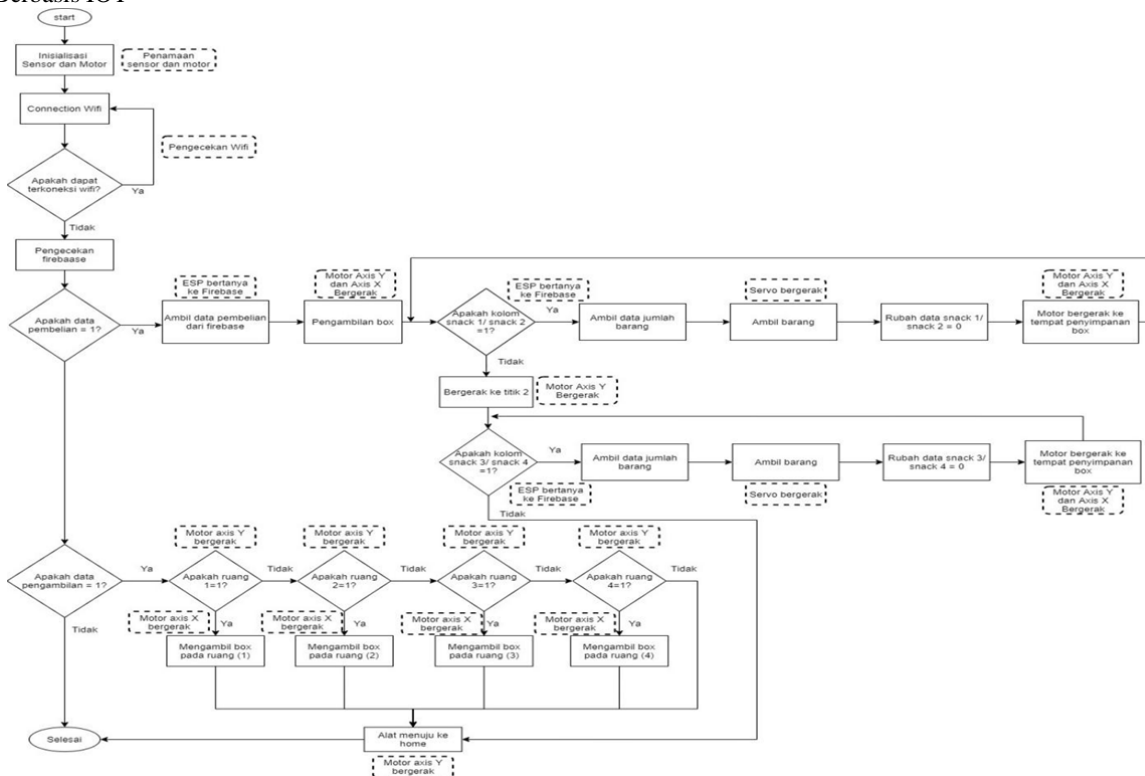 Berbasis IOT
start
Inisialisasi
Sensor dan Motor
Penamaan
sensor dan motor
Connection Wifi
Pengecekan Wifi
Apakah dapat
terkoneksi wifi?
Ya
Tidak
Pengecekan
firebaase
Apakah data
pembelian = 1?
Ya
ESP bertanya
ke Firebase
Ambil data pembelian
dari firebase
Motor Axis Y
dan Axis X
Bergerak
Pengambilan box
Apakah kolom
snack 1/ snack 2
=1?
ESP bertanya
ke Firebase
Ya
Ambil data jumlah
barang
Servo bergerak
Ambil barang
Rubah data snack 1/
snack 2 = 0
Motor Axis Y
dan Axis X
Bergerak
Motor bergerak ke
tempat penyimpanan
box
Tidak
Bergerak ke titik 2
Motor Axis Y
Bergerak
Apakah kolom
snack 3/ snack 4
=1?
Ya
ESP bertanya
ke Firebase
Ambil data jumlah
barang
Ambil barang
Servo bergerak
Rubah data snack 3/
snack 4 = 0
Motor bergerak ke
tempat penyimpanan
box
Motor Axis Y
dan Axis X
Bergerak
Tidak
Apakah data
pengambilan = 1?
Ya
Tidak
Motor axis Y
bergerak
Apakah ruang
1=1?
Tidak
Motor axis Y
bergerak
Apakah ruang
2=1?
Tidak
Motor axis Y
bergerak
Apakah ruang
3=1?
Tidak
Motor axis Y
bergerak
Apakah ruang
4=1?
Tidak
Motor axis X
bergerak
Ya
Motor axis X
bergerak
Ya
Motor axis X
bergerak
Ya
Motor axis X
bergerak
Ya
Mengambil box
pada ruang (1)
Mengambil box
pada ruang (2)
Mengambil box
pada ruang (3)
Mengambil box
pada ruang (4)
Selesai
Alat menuju ke
home
Motor axis Y
bergerak